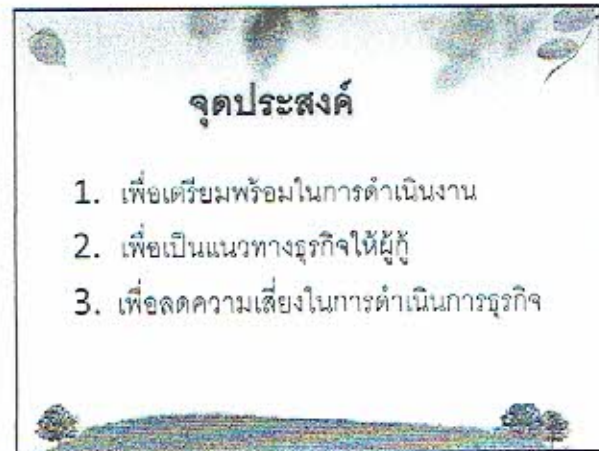 จุดประสงค์
1. เพื่อเตรียมพร้อมในการดำเนินงาน
2. เพื่อเป็นแนวทางธุรกิจให้ผู้กู้
3. เพื่อลดความเสี่ยงในการดำเนินการธุรกิจ